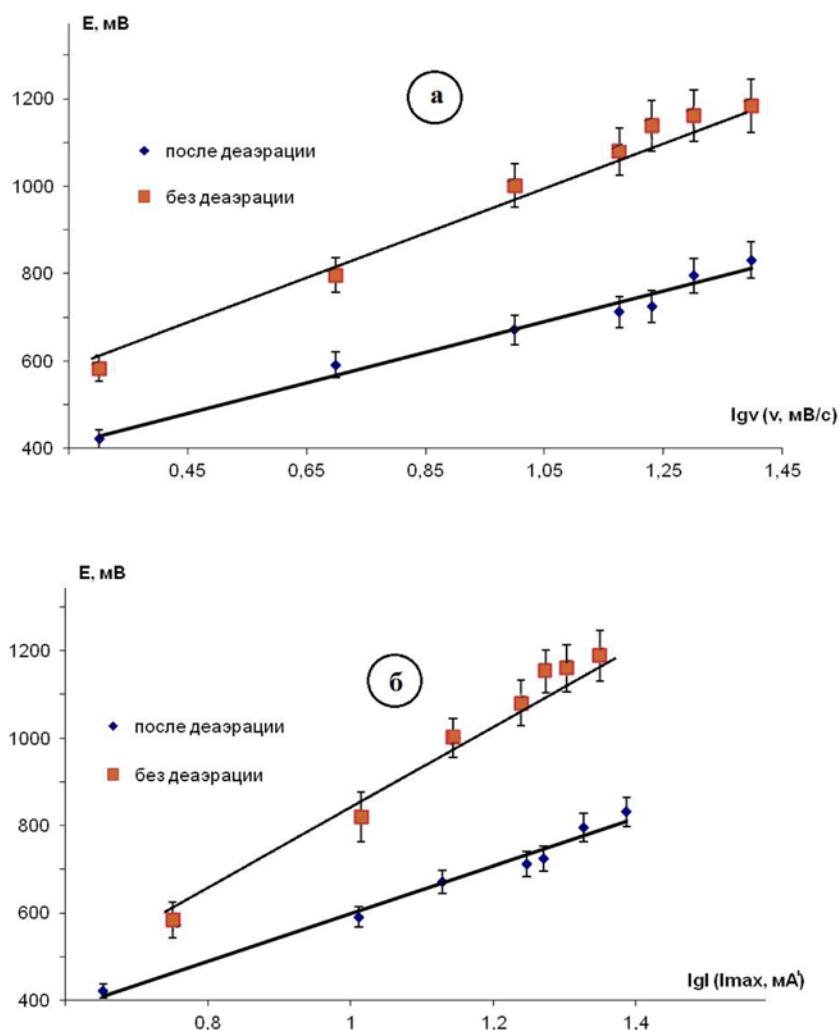 E, мВ
а
1200
1000
800
600
400
после деаэрации
без деаэрации
lgv (v, мВ/с)
0,45 0,65 0,85 1,05 1,25 1,45
E, мВ
б
1200
1000
800
600
400
после деаэрации
без деаэрации
lgI (Imax, мА)
0,8 1 1,2 1,4